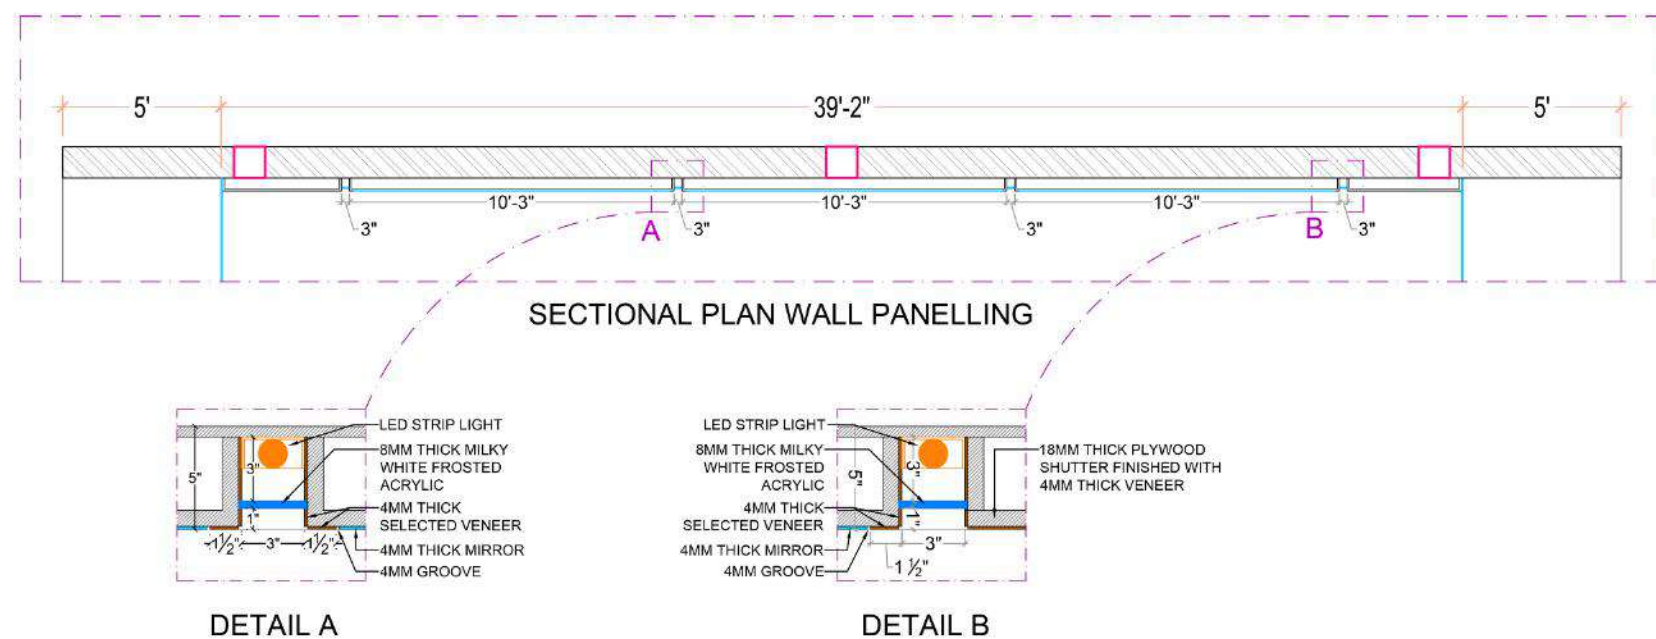 5' 39'-2" 5'
10'-3" 10'-3" 10'-3"
3" A 3" 3" B 3"
SECTIONAL PLAN WALL PANELLING
LED STRIP LIGHT
8MM THICK MILKY
WHITE FROSTED
ACRYLIC
4MM THICK
SELECTED VENEER
4MM THICK MIRROR
4MM GROOVE
5"
3"
1"
1½" 3" 1½"
DETAIL A
LED STRIP LIGHT
8MM THICK MILKY
WHITE FROSTED
ACRYLIC
4MM THICK
SELECTED VENEER
4MM THICK MIRROR
4MM GROOVE
5"
3"
1"
3"
1 ½"
18MM THICK PLYWOOD
SHUTTER FINISHED WITH
4MM THICK VENEER
DETAIL B